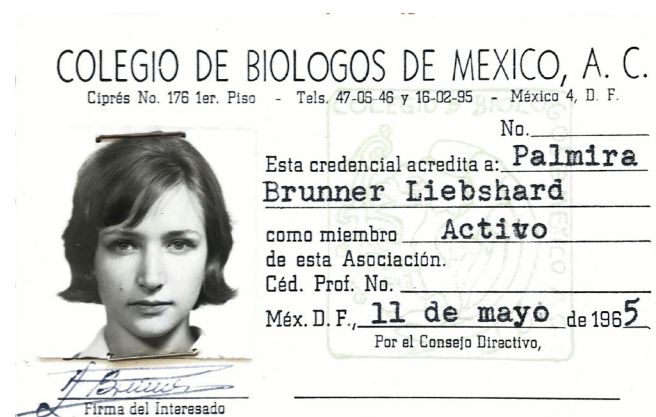 COLEGIO DE BIOLOGOS DE MEXICO, A. C.
Ciprés No. 176 1er. Piso - Tels. 47-05-46 y 16-02-95 - México 4, D. F.
No.
Esta credencial acredita a: Palmira
Brunner Liebshard
como miembro Activo
de esta Asociación.
Céd. Prof. No.
Méx. D. F., 11 de mayo de 1965
Por el Consejo Directivo,
Firma del Interesado